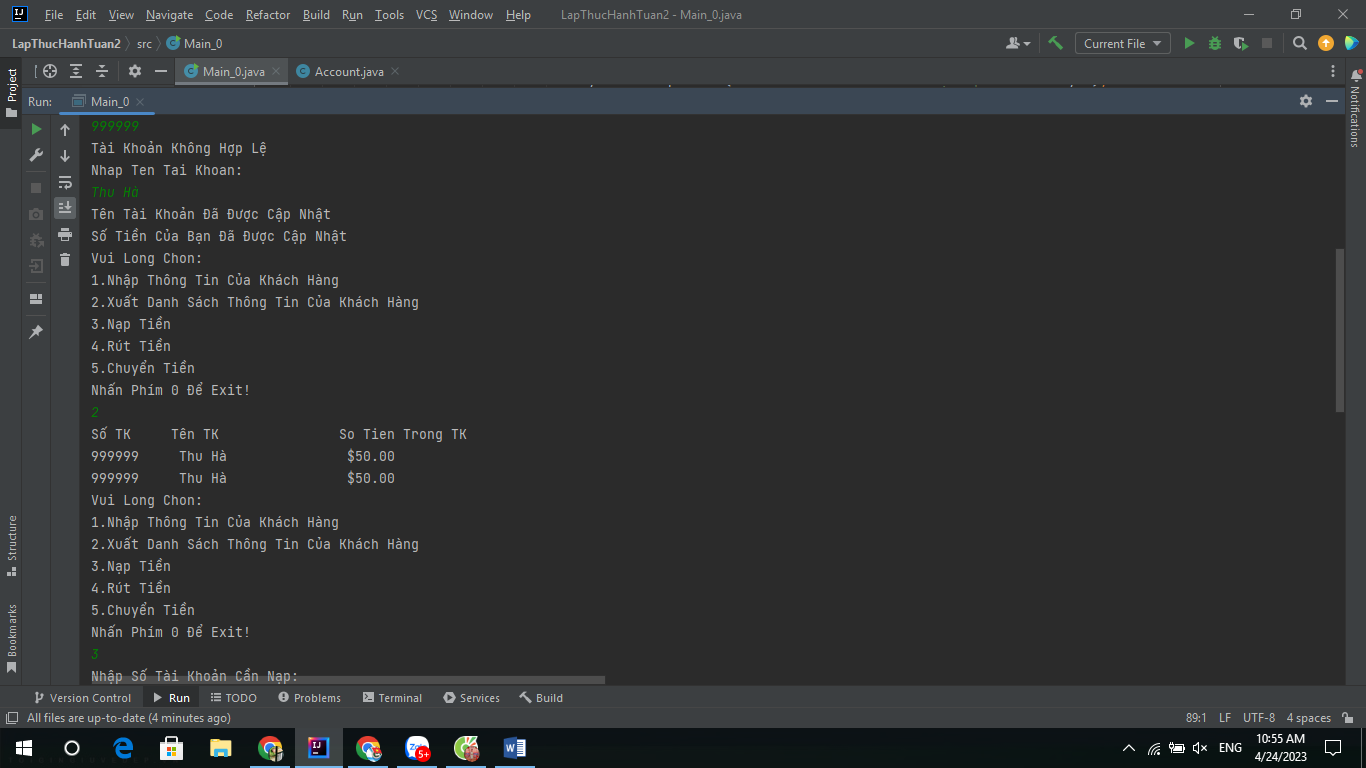 File Edit View Navigate Code Refactor Build Run Tools VCS Window Help LapThucHanhTuan2 - Main_0.java
LapThucHanhTuan2 src Main_0 Current File
Project Main_0.java Account.java
Run: Main_0
Notifications
999999
Tài Khoản Không Hợp Lệ
Nhap Ten Tai Khoan:
Thu Hà
Tên Tài Khoản Đã Được Cập Nhật
Số Tiền Của Bạn Đã Được Cập Nhật
Vui Long Chon:
1.Nhập Thông Tin Của Khách Hàng
2.Xuất Danh Sách Thông Tin Của Khách Hàng
3.Nạp Tiền
4.Rút Tiền
5.Chuyển Tiền
Nhấn Phím 0 Để Exit!
2
Số TK Tên TK So Tien Trong TK
999999 Thu Hà $50.00
999999 Thu Hà $50.00
Vui Long Chon:
1.Nhập Thông Tin Của Khách Hàng
2.Xuất Danh Sách Thông Tin Của Khách Hàng
3.Nạp Tiền
4.Rút Tiền
5.Chuyển Tiền
Nhấn Phím 0 Để Exit!
3
Nhập Số Tài Khoản Cần Nạp:
Structure
Bookmarks
Version Control Run TODO Problems Terminal Services Build
All files are up-to-date (4 minutes ago) 89:1 LF UTF-8 4 spaces
5+ ENG 10:55 AM
4/24/2023